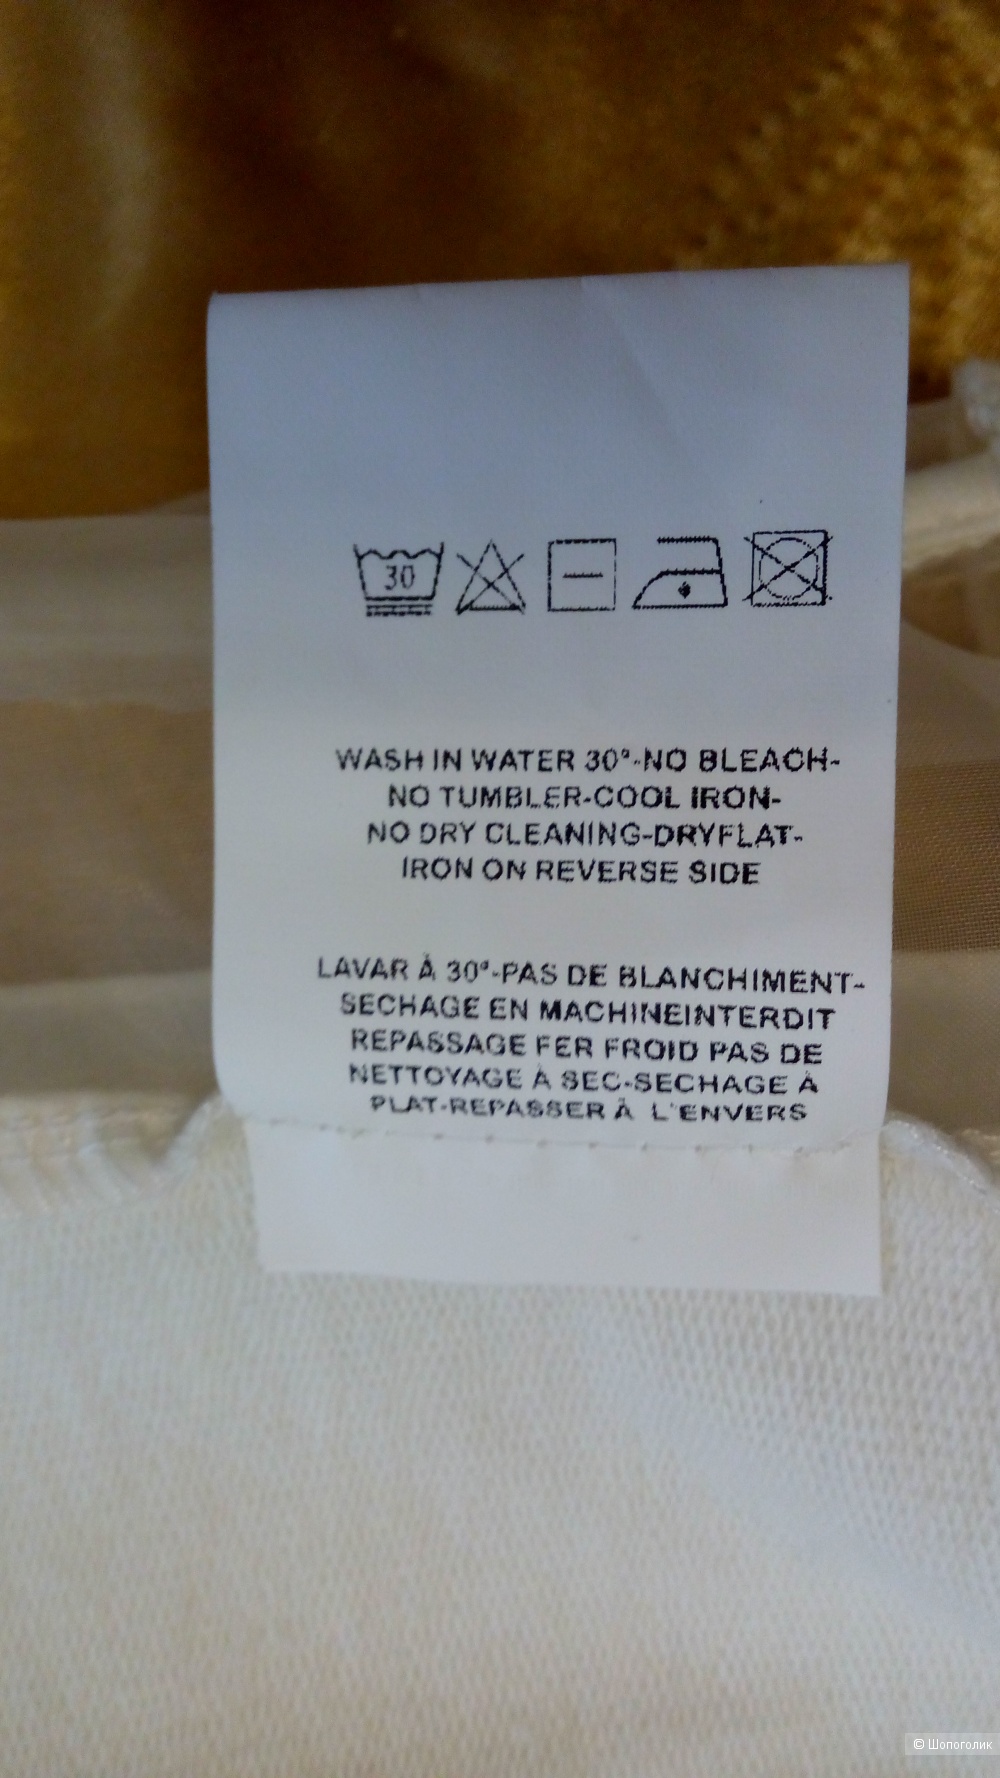 30
WASH IN WATER 30°-NO BLEACH-
NO TUMBLER-COOL IRON-
NO DRY CLEANING-DRYFLAT-
IRON ON REVERSE SIDE
LAVAR À 30°-PAS DE BLANCHIMENT-
SECHAGE EN MACHINEINTERDIT
REPASSAGE FER FROID PAS DE
NETTOYAGE À SEC-SECHAGE À
PLAT-REPASSER À L'ENVERS
© Шопоголик